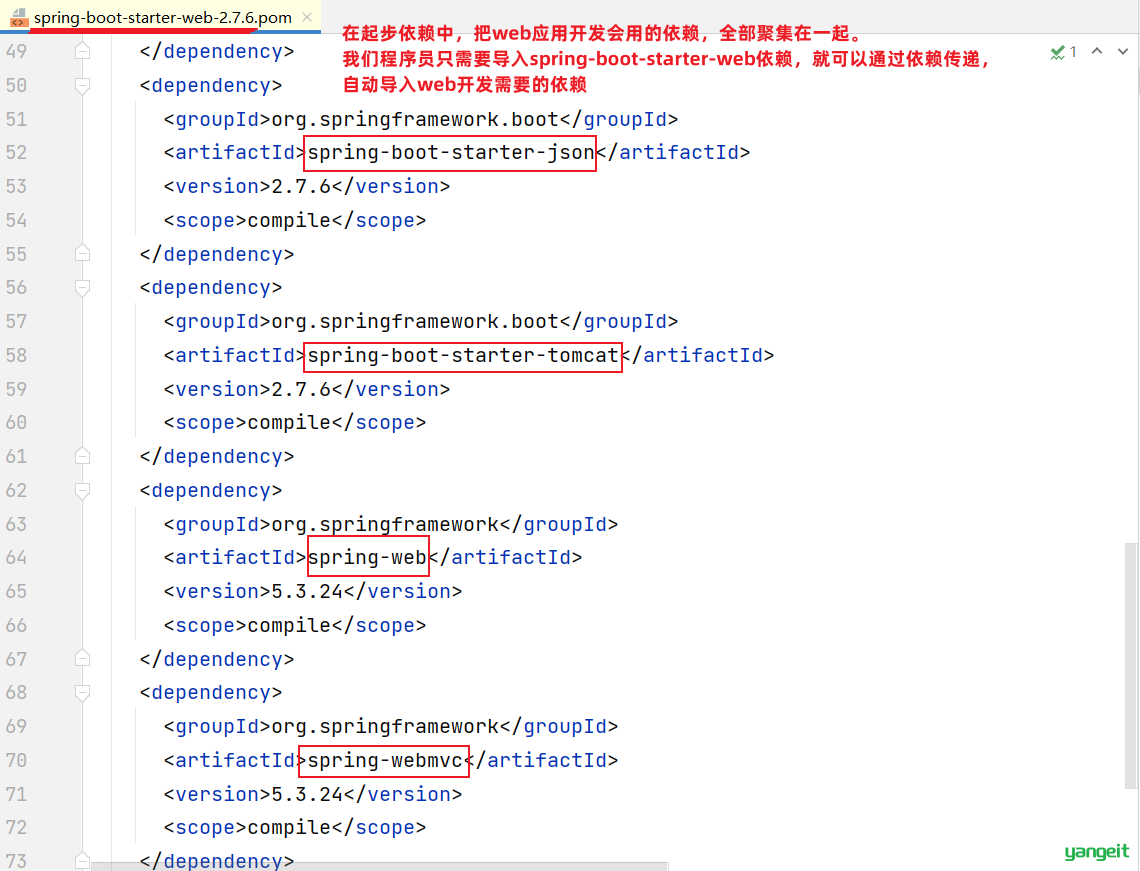 spring-boot-starter-web-2.7.6.pom
在起步依赖中，把web应用开发会用的依赖，全部聚集在一起。
我们程序员只需要导入spring-boot-starter-web依赖，就可以通过依赖传递，
自动导入web开发需要的依赖
1
49 </dependency>
50 <dependency>
51 <groupId>org.springframework.boot</groupId>
52 <artifactId>spring-boot-starter-json</artifactId>
53 <version>2.7.6</version>
54 <scope>compile</scope>
55 </dependency>
56 <dependency>
57 <groupId>org.springframework.boot</groupId>
58 <artifactId>spring-boot-starter-tomcat</artifactId>
59 <version>2.7.6</version>
60 <scope>compile</scope>
61 </dependency>
62 <dependency>
63 <groupId>org.springframework</groupId>
64 <artifactId>spring-web</artifactId>
65 <version>5.3.24</version>
66 <scope>compile</scope>
67 </dependency>
68 <dependency>
69 <groupId>org.springframework</groupId>
70 <artifactId>spring-webmvc</artifactId>
71 <version>5.3.24</version>
72 <scope>compile</scope>
73 </dependency>
yangeit